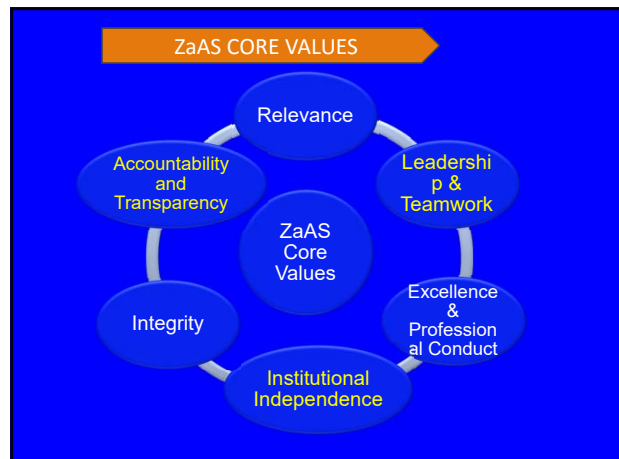 ZaAS CORE VALUES
Relevance
Leadershi
p &
Teamwork
Excellence
&
Profession
al Conduct
Institutional
Independence
Integrity
Accountability
and
Transparency
ZaAS
Core
Values